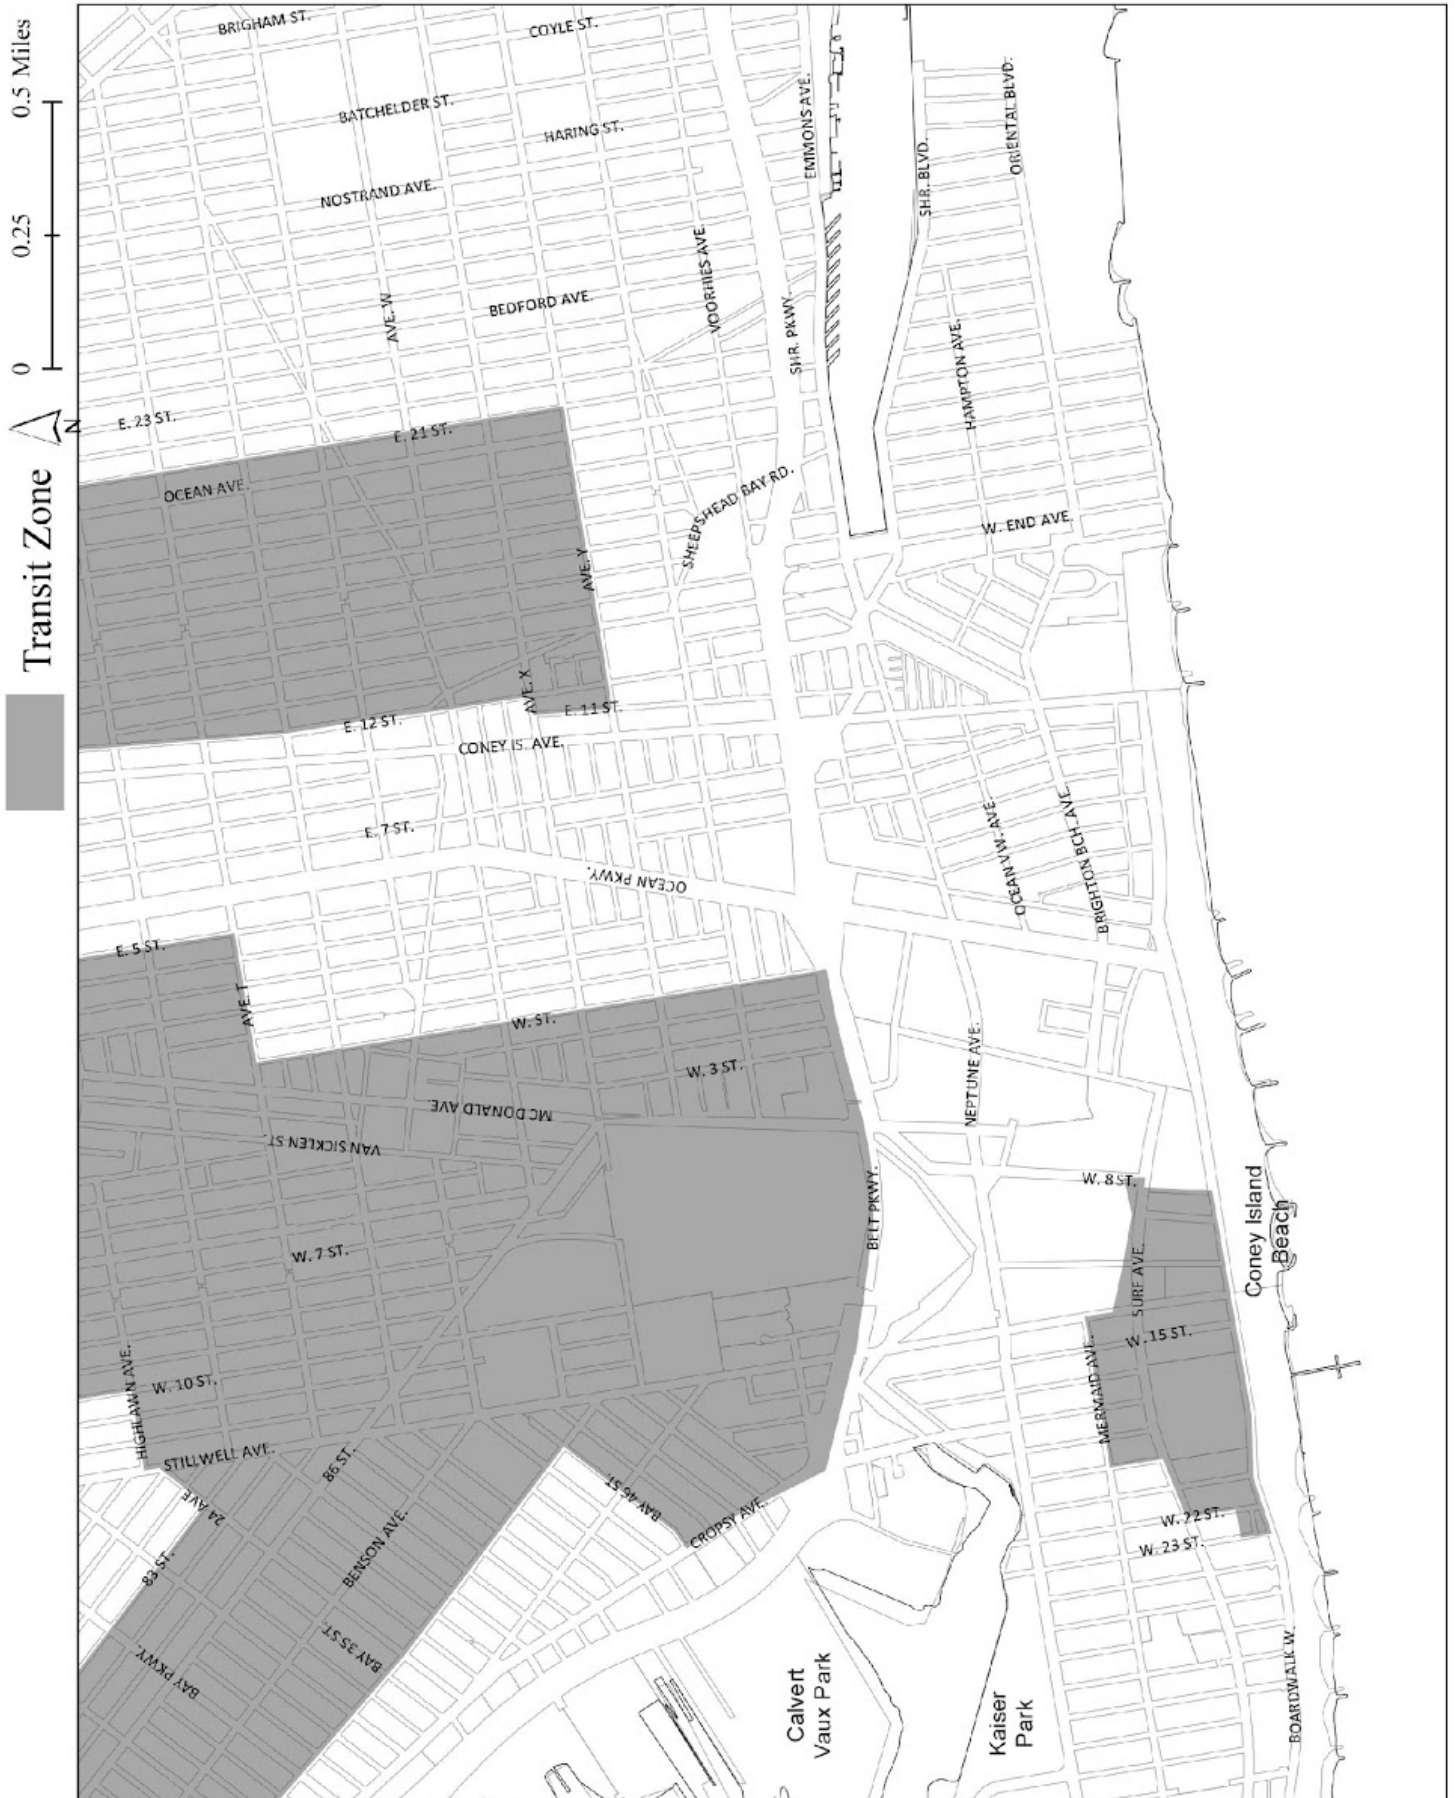 Transit Zone
N
0
0.25
0.5 Miles
BRIGHAM ST.
COYLE ST.
BATCHELDER ST.
HARING ST.
NOSTRAND AVE.
EMMONS AVE.
SHR. BLVD.
ORIENTAL BLVD.
AVE. W
BEDFORD AVE.
VOORHIES AVE.
SHR. PKWY.
HAMPTON AVE.
E. 23 ST.
E. 21 ST.
OCEAN AVE.
SHEEPSHEAD BAY RD.
W. END AVE.
AVE. Y
AVE. X
E. 12 ST.
E. 11 ST.
CONEY IS. AVE.
E. 7 ST.
OCEAN PKWY.
OCEAN VW. AVE.
BRIGHTON BCH. AVE.
E. 5 ST.
AVE. T
W. ST.
W. 3 ST.
NEPTUNE AVE.
MCDONALD AVE.
VAN SICKLEN ST.
BELT PKWY.
W. 8 ST.
Coney Island
Beach
W. 7 ST.
SURF AVE.
W. 15 ST.
HIGHLAWN AVE.
W. 10 ST.
MERMAID AVE.
STILLWELL AVE.
86 ST.
24 AVE.
BAY 46 ST.
CROPSY AVE.
W. 22 ST.
W. 23 ST.
83 ST.
BENSON AVE.
BAY 35 ST.
BAY PKWY.
Calvert
Vaux Park
Kaiser
Park
BOARDWALK W.